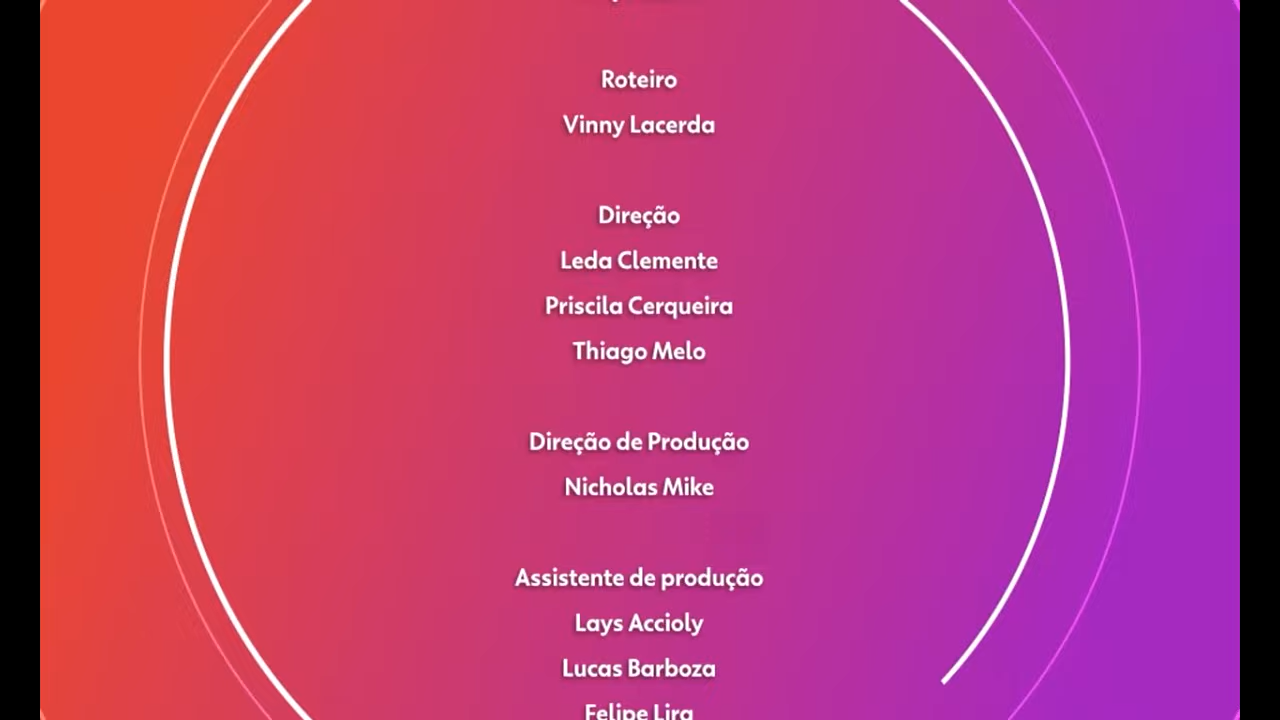 Roteiro
Vinny Lacerda
Direção
Leda Clemente
Priscila Cerqueira
Thiago Melo
Direção de Produção
Nicholas Mike
Assistente de produção
Lays Accioly
Lucas Barboza
Felipe Lira